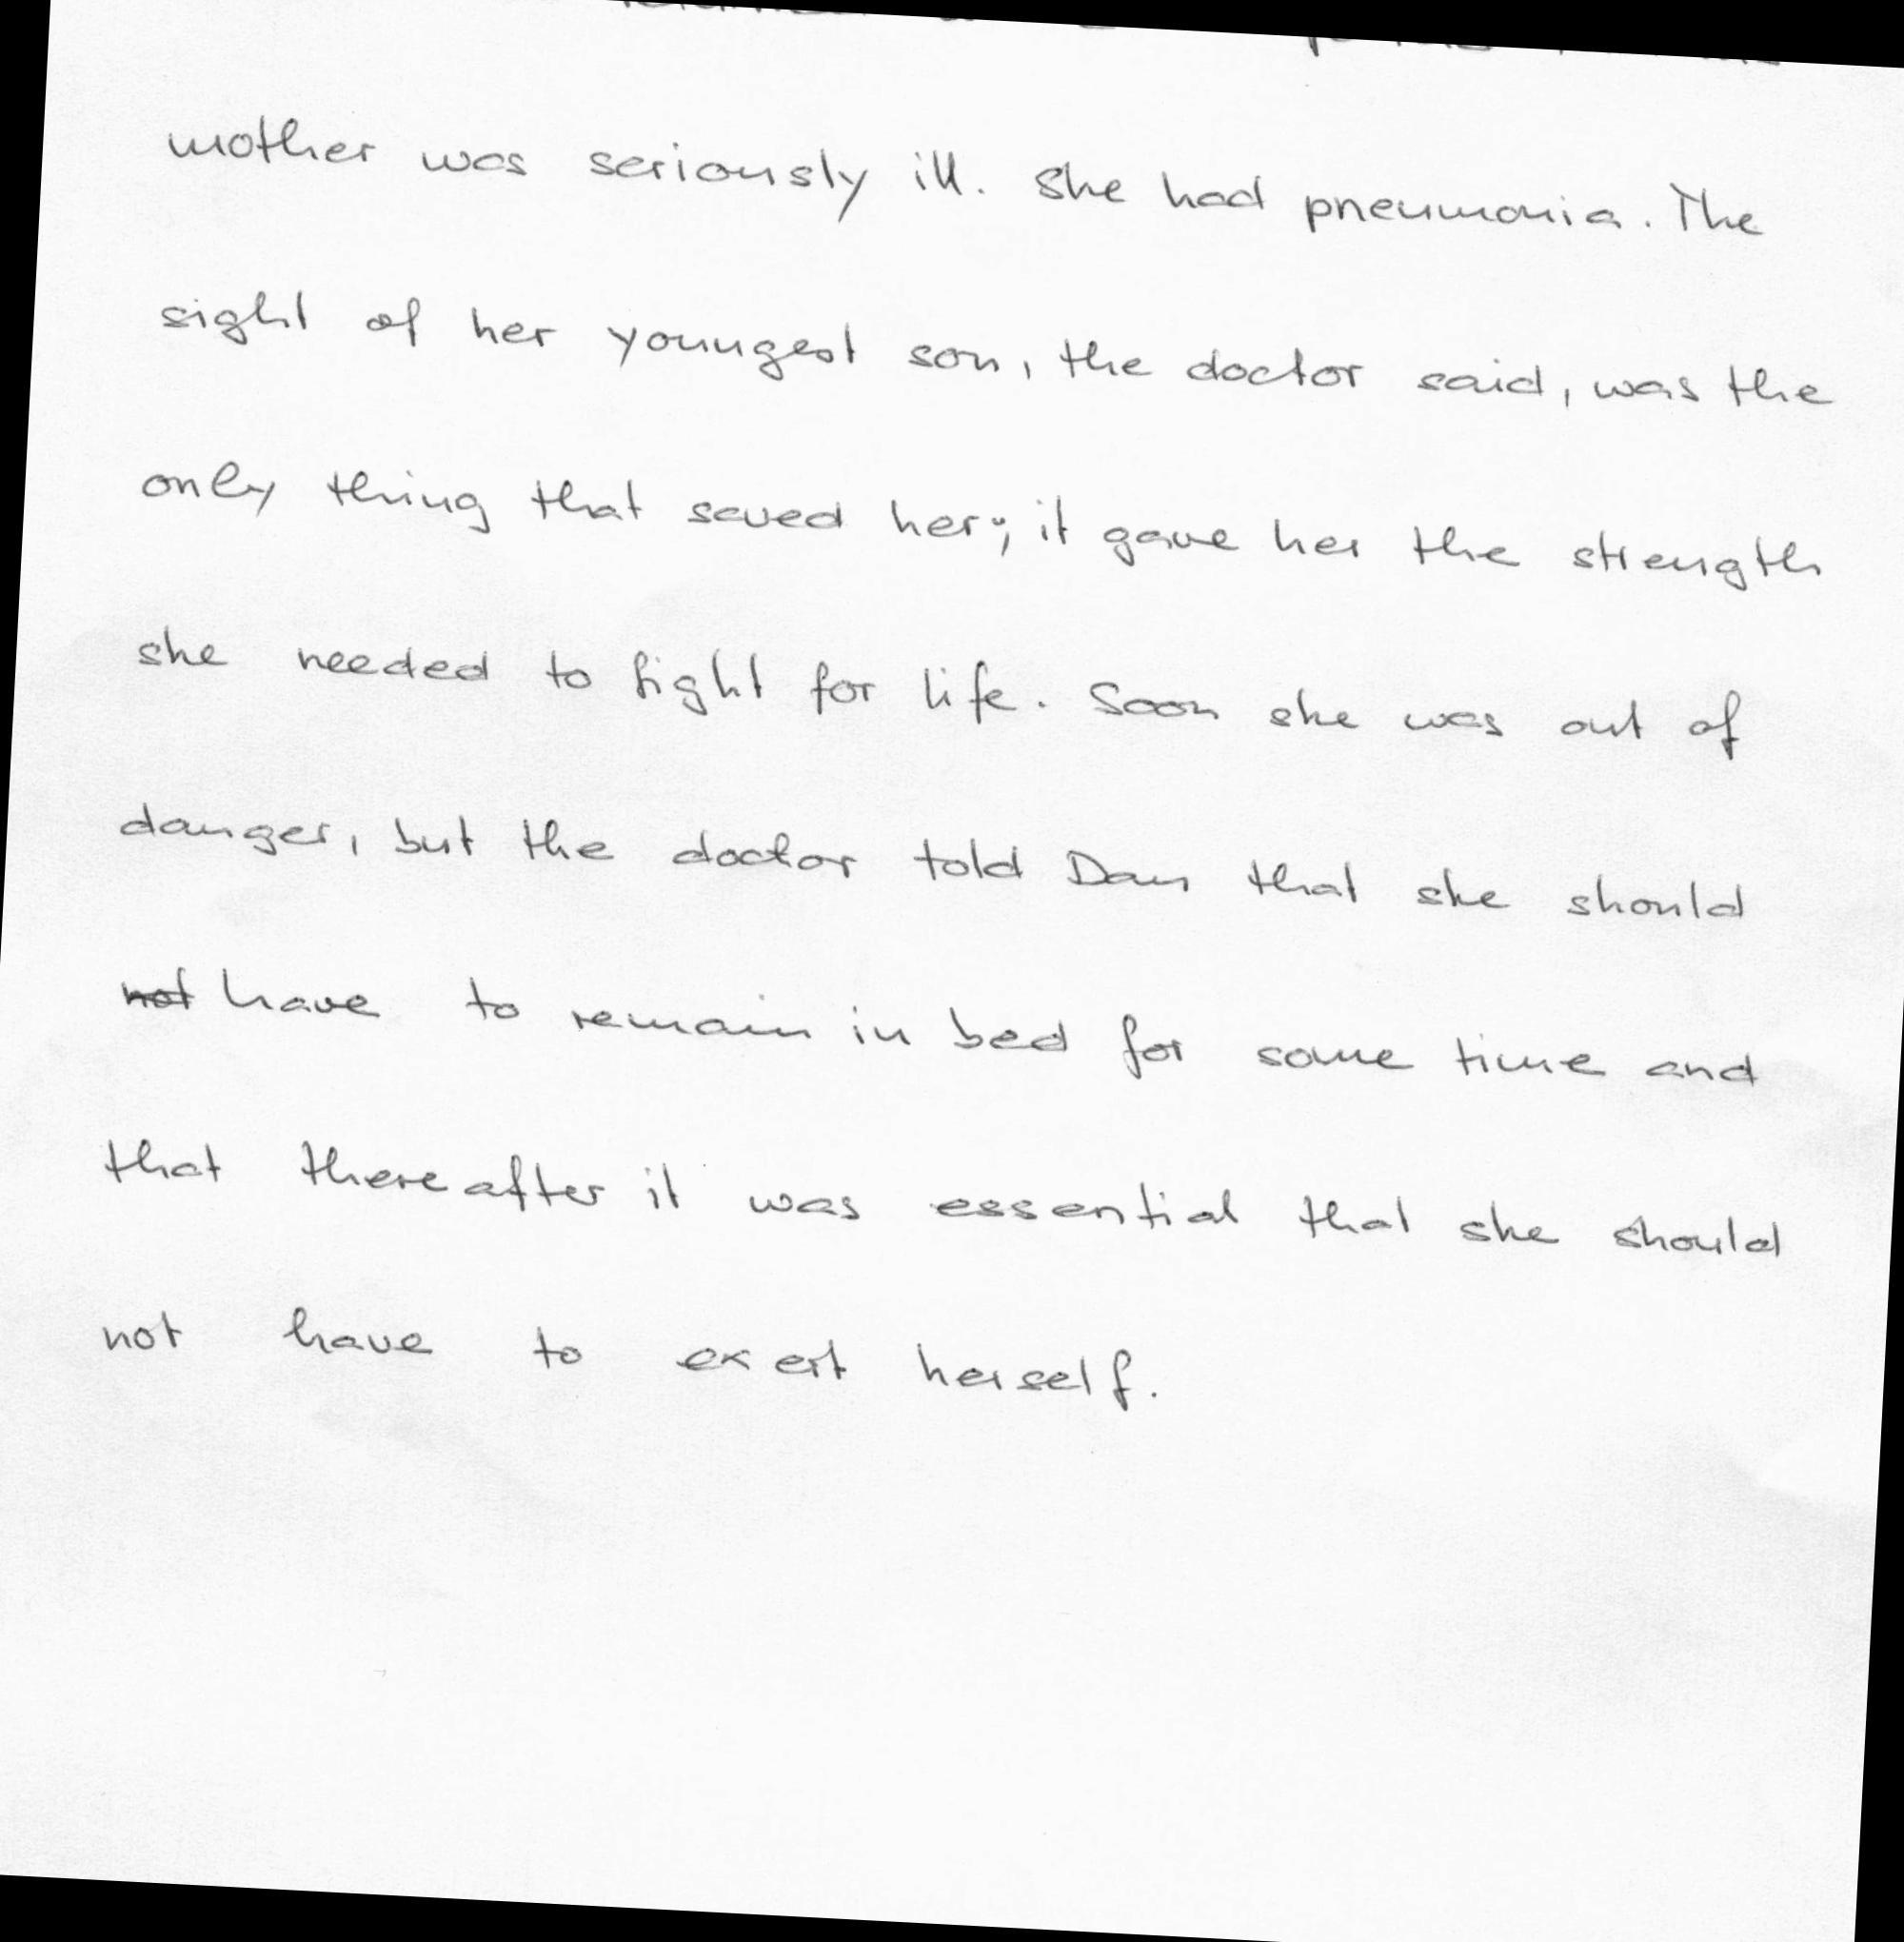 mother was seriously ill. She had pneumonia. The
sight of her youngest son, the doctor said, was the
only thing that saved her; it gave her the strength
she needed to fight for life. Soon she was out of
danger, but the doctor told Dan that she should
not have to remain in bed for some time and
that thereafter it was essential that she should
not have to exert herself.